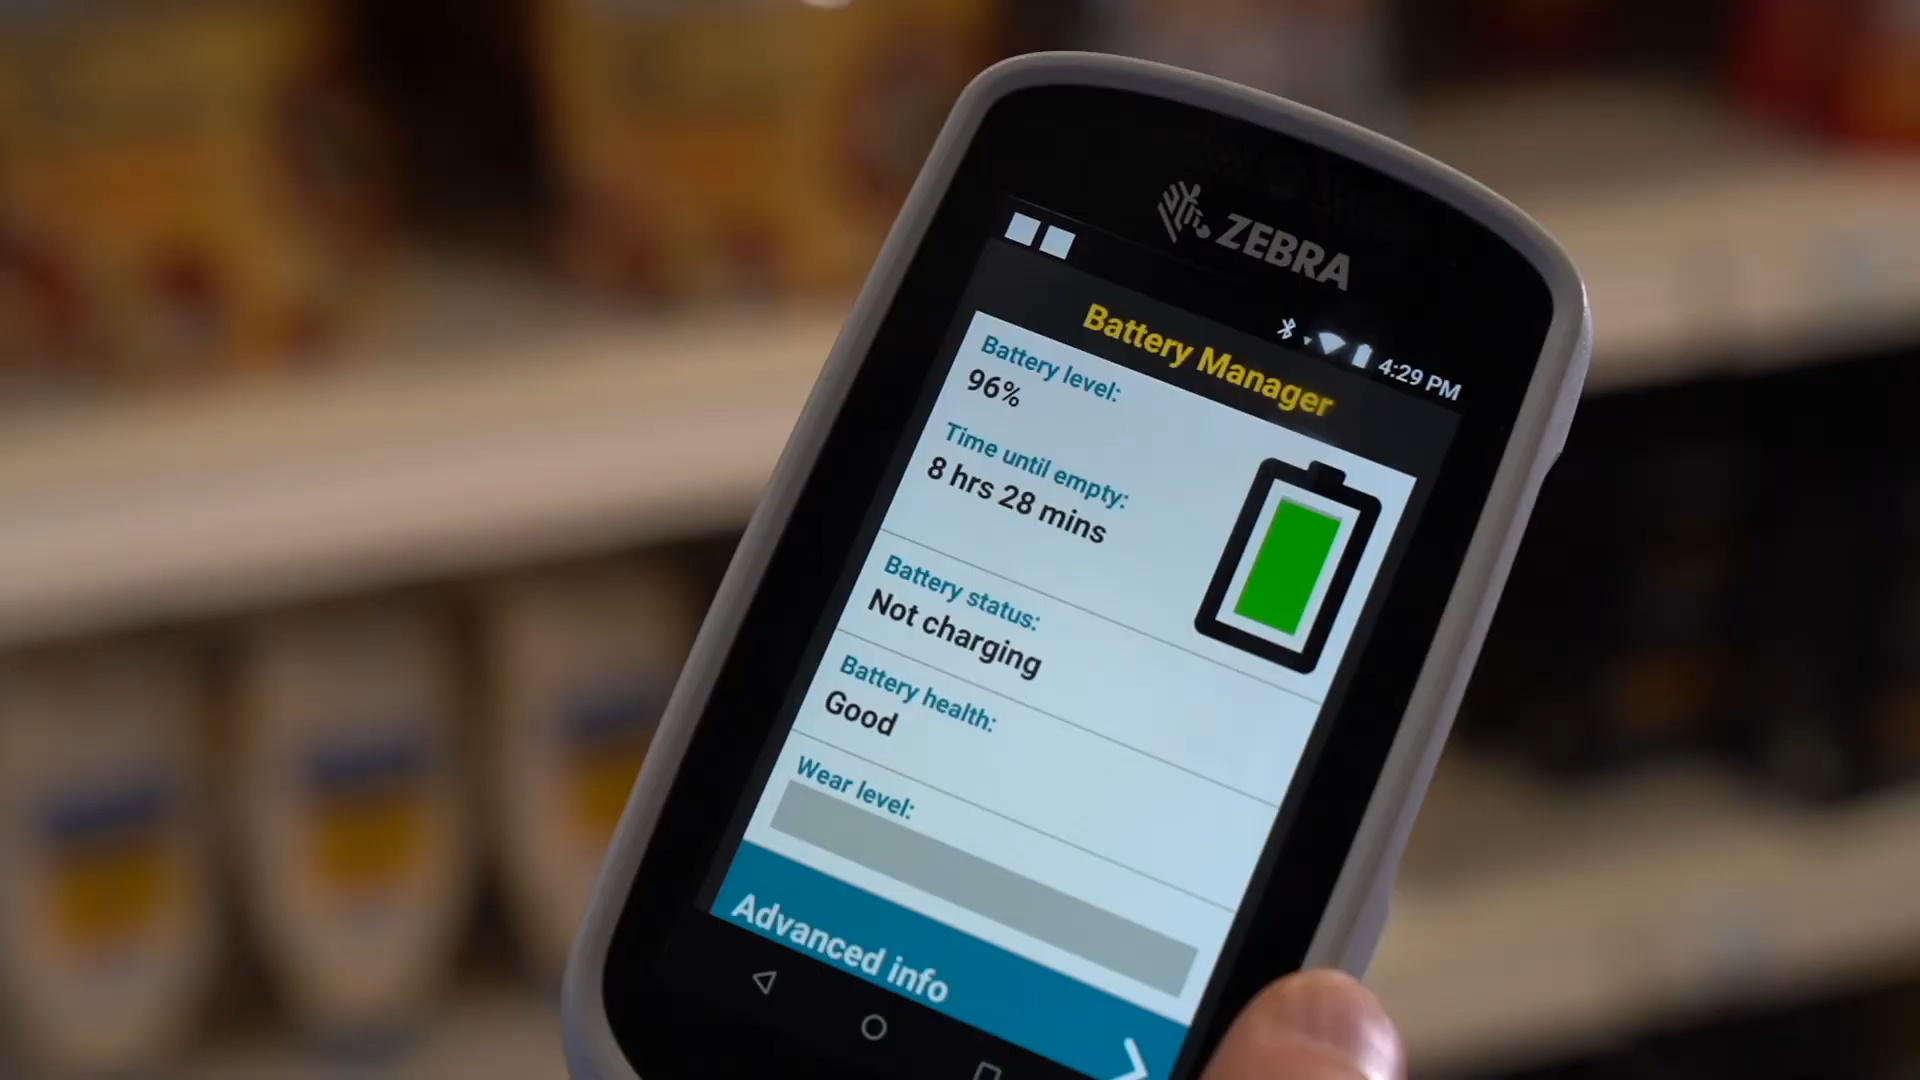 ZEBRA
4:29 PM
Battery Manager
Battery level:
96%
Time until empty:
8 hrs 28 mins
Battery status:
Not charging
Battery health:
Good
Wear level:
Advanced info